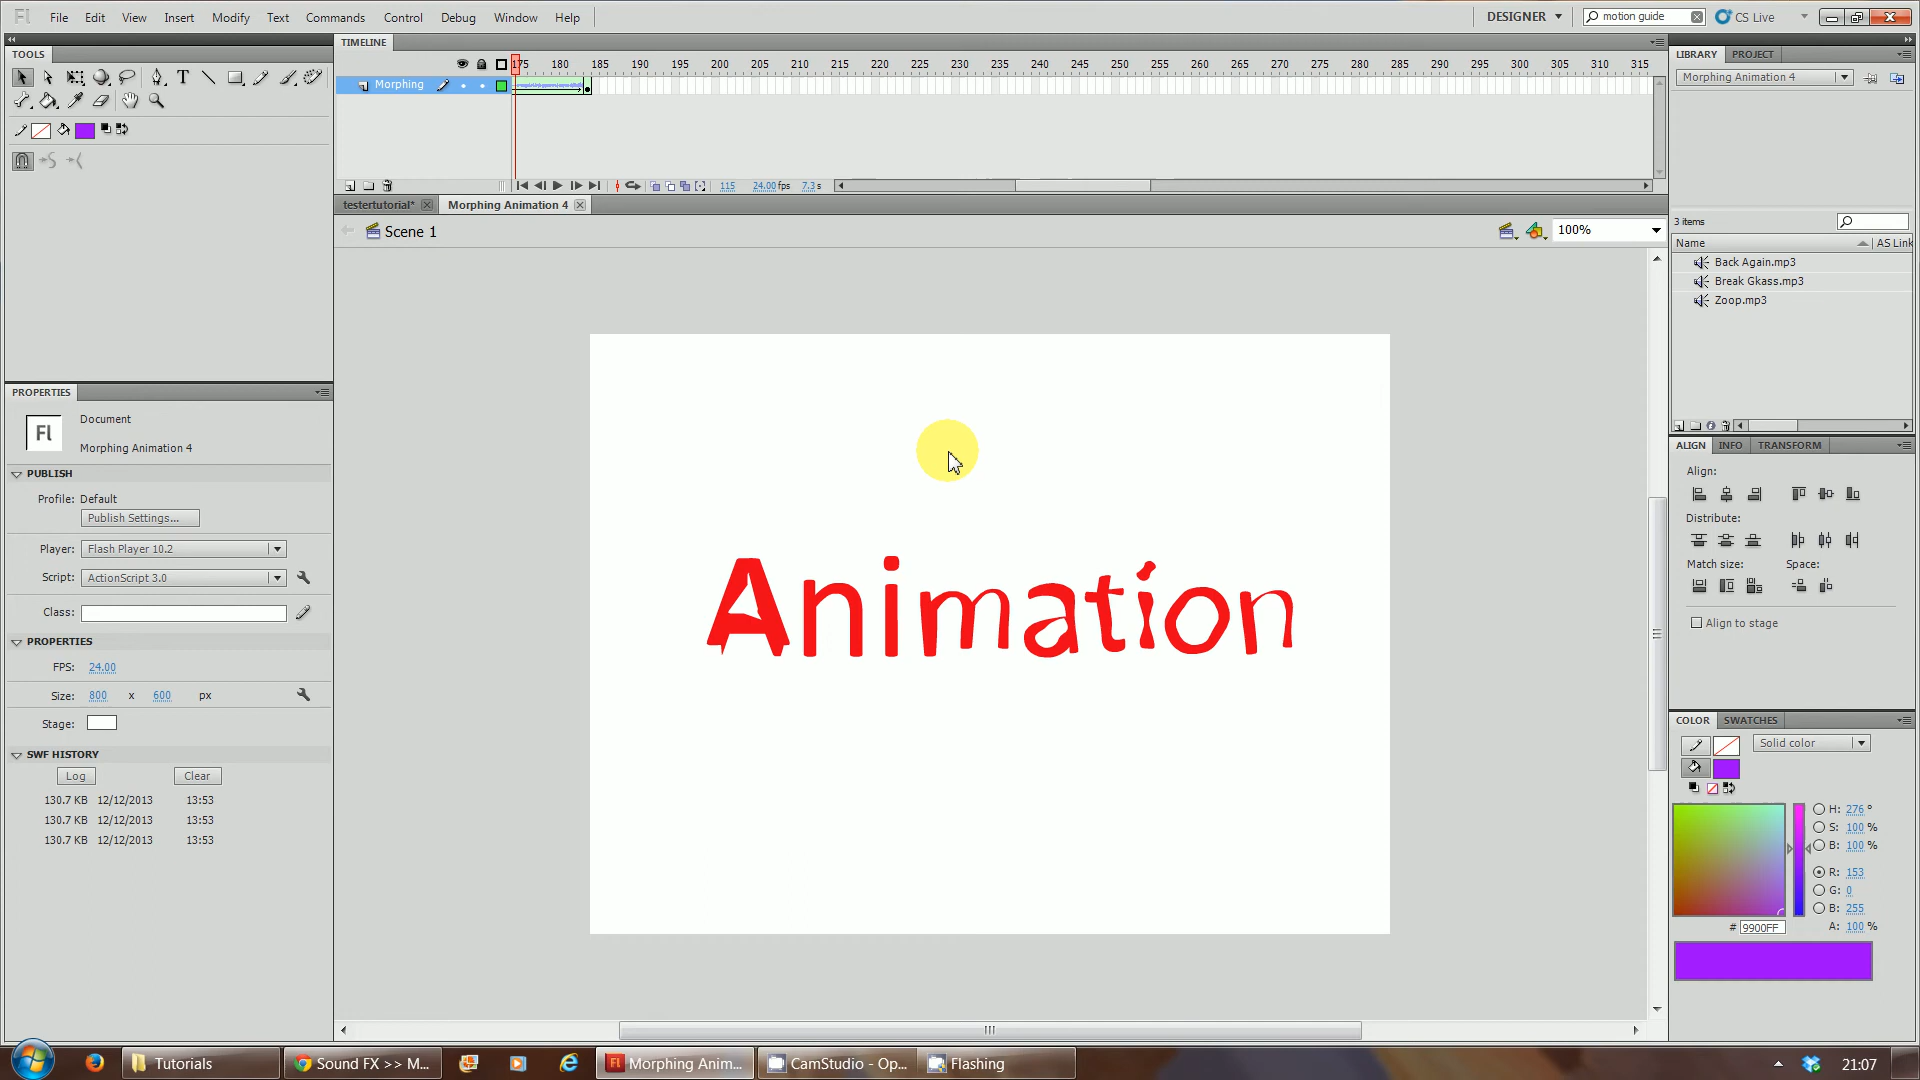 Fl File Edit View Insert Modify Text Commands Control Debug Window Help DESIGNER motion guide CS Live
TOOLS
TIMELINE
175 180 185 190 195 200 205 210 215 220 225 230 235 240 245 250 255 260 265 270 275 280 285 290 295 300 305 310 315
Morphing
115 24.00 fps 7.3 s
testertutorial* Morphing Animation 4
Scene 1
100%
Animation
PROPERTIES
Fl
Document
Morphing Animation 4
PUBLISH
Profile: Default
Publish Settings...
Player: Flash Player 10.2
Script: ActionScript 3.0
Class:
PROPERTIES
FPS: 24.00
Size: 800 x 600 px
Stage:
SWF HISTORY
Log Clear
130.7 KB 12/12/2013 13:53
130.7 KB 12/12/2013 13:53
130.7 KB 12/12/2013 13:53
LIBRARY PROJECT
Morphing Animation 4
3 items
Name AS Link
Back Again.mp3
Break Gkass.mp3
Zoop.mp3
ALIGN INFO TRANSFORM
Align:
Distribute:
Match size: Space:
Align to stage
COLOR SWATCHES
Solid color
H: 276 °
S: 100 %
B: 100 %
R: 153
G: 0
B: 255
# 9900FF A: 100 %
Tutorials Sound FX >> M... Fl Morphing Anim... CamStudio - Op... Flashing 21:07